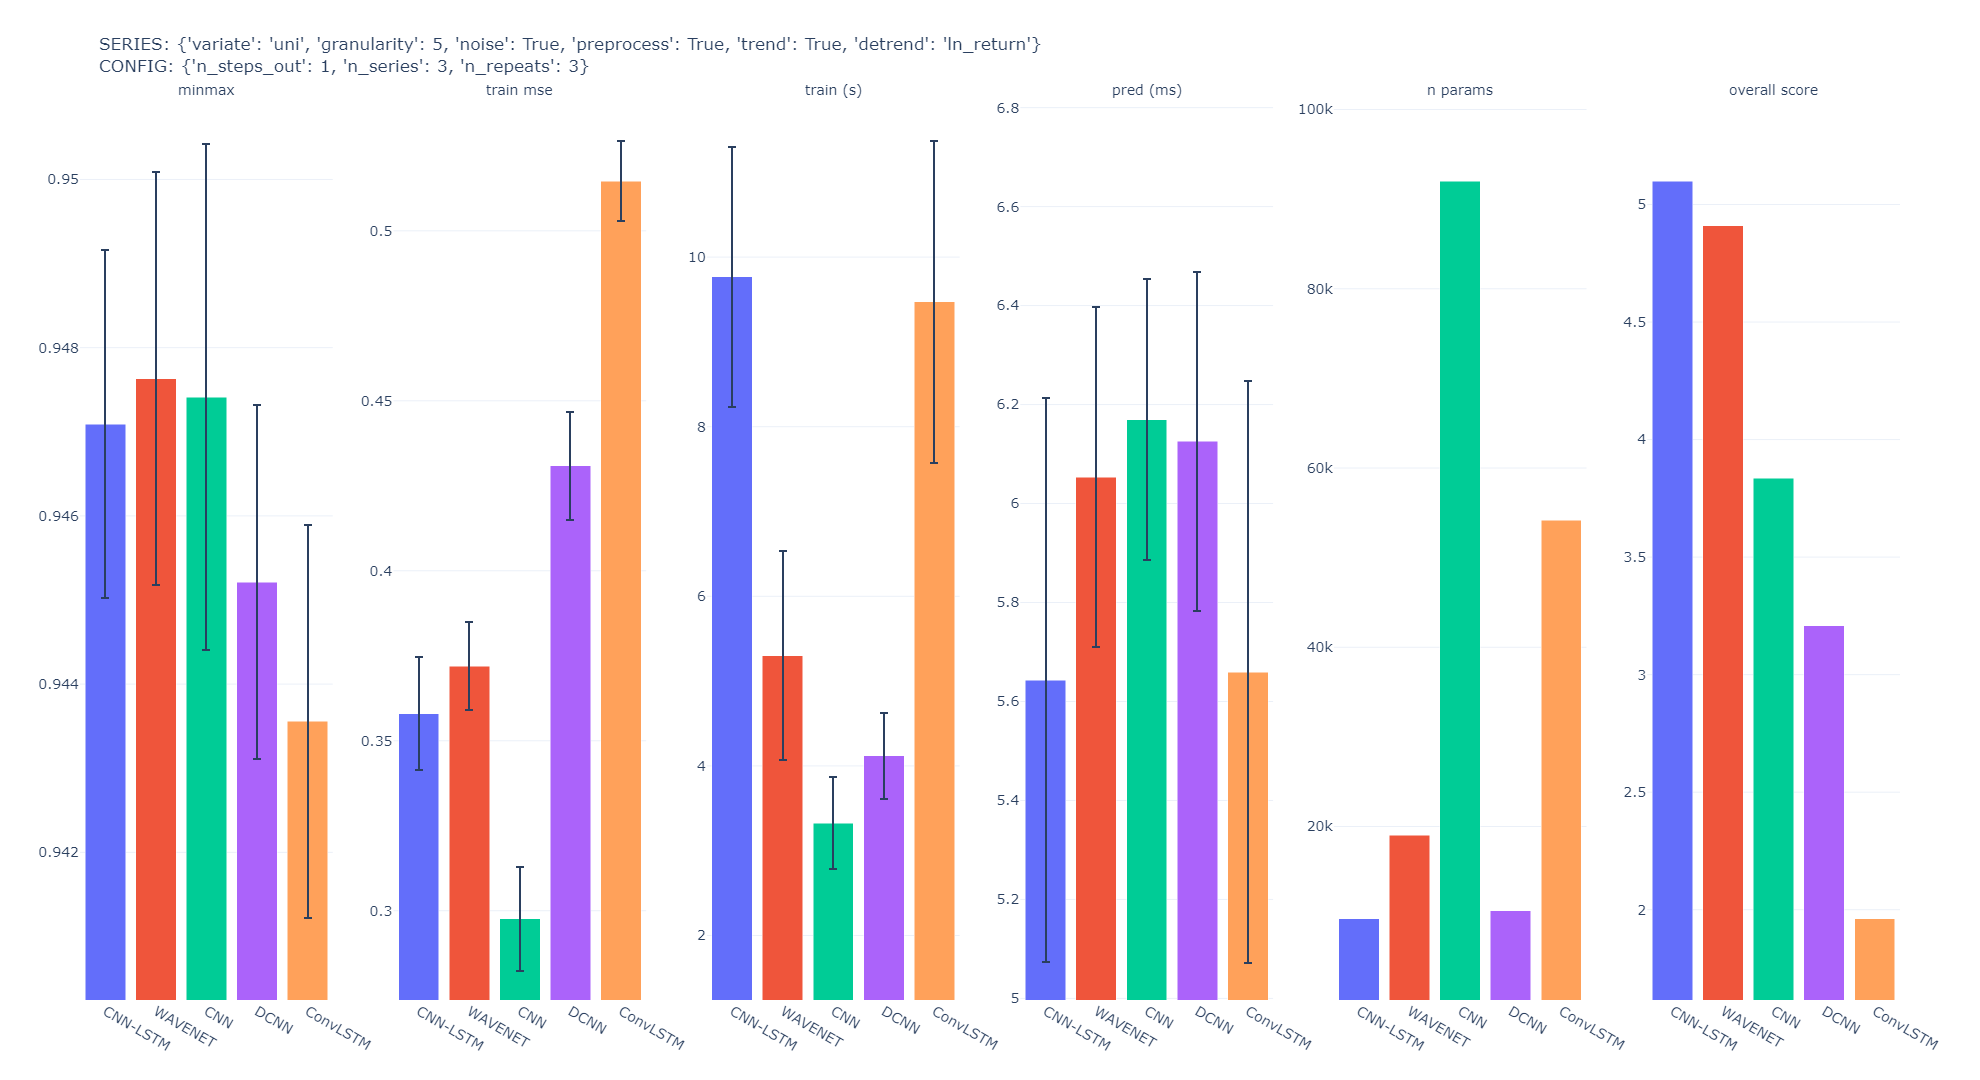 SERIES: {'variate': 'uni', 'granularity': 5, 'noise': True, 'preprocess': True, 'trend': True, 'detrend': 'ln_return'}
CONFIG: {'n_steps_out': 1, 'n_series': 3, 'n_repeats': 3}
minmax
0.95
0.948
0.946
0.944
0.942
CNN-LSTM
WAVENET
CNN
DCNN
ConvLSTM
train mse
0.5
0.45
0.4
0.35
0.3
CNN-LSTM
WAVENET
CNN
DCNN
ConvLSTM
train (s)
10
8
6
4
2
CNN-LSTM
WAVENET
CNN
DCNN
ConvLSTM
pred (ms)
6.8
6.6
6.4
6.2
6
5.8
5.6
5.4
5.2
5
CNN-LSTM
WAVENET
CNN
DCNN
ConvLSTM
n params
100k
80k
60k
40k
20k
CNN-LSTM
WAVENET
CNN
DCNN
ConvLSTM
overall score
5
4.5
4
3.5
3
2.5
2
CNN-LSTM
WAVENET
CNN
DCNN
ConvLSTM